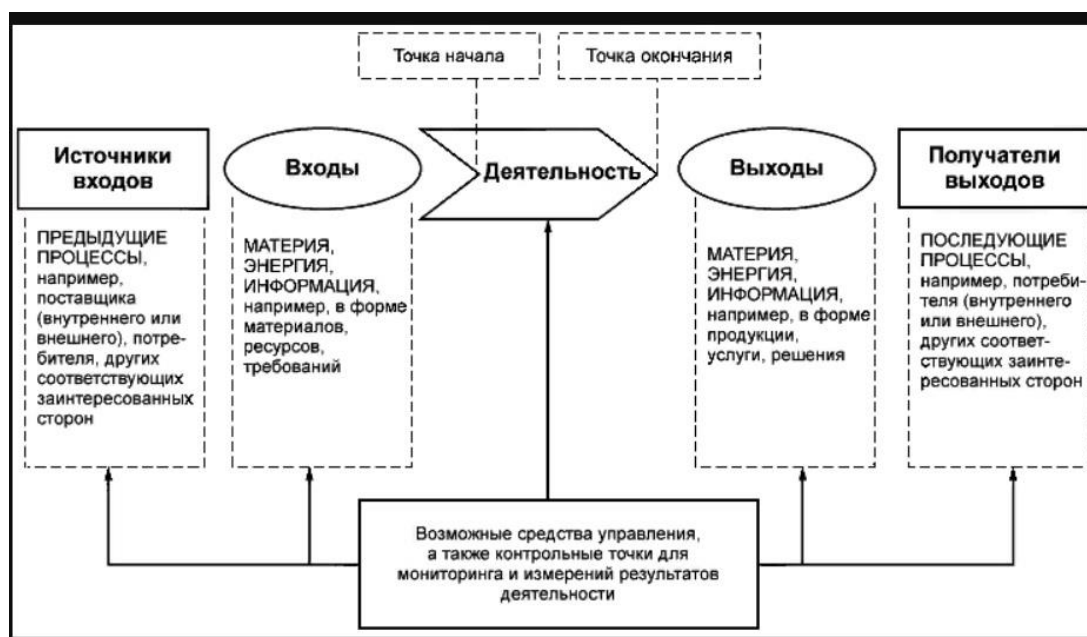 Точка начала
Точка окончания
Источники
входов
Входы
Деятельность
Выходы
Получатели
выходов
ПРЕДЫДУЩИЕ
ПРОЦЕССЫ,
например,
поставщика
(внутреннего или
внешнего), потре-
бителя, других
соответствующих
заинтересованных
сторон
МАТЕРИЯ,
ЭНЕРГИЯ,
ИНФОРМАЦИЯ,
например, в форме
материалов,
ресурсов,
требований
МАТЕРИЯ,
ЭНЕРГИЯ,
ИНФОРМАЦИЯ,
например, в форме
продукции,
услуги, решения
ПОСЛЕДУЮЩИЕ
ПРОЦЕССЫ,
например, потреби-
теля (внутреннего
или внешнего),
других соответ-
ствующих заинте-
ресованных сторон
Возможные средства управления,
а также контрольные точки для
мониторинга и измерений результатов
деятельности